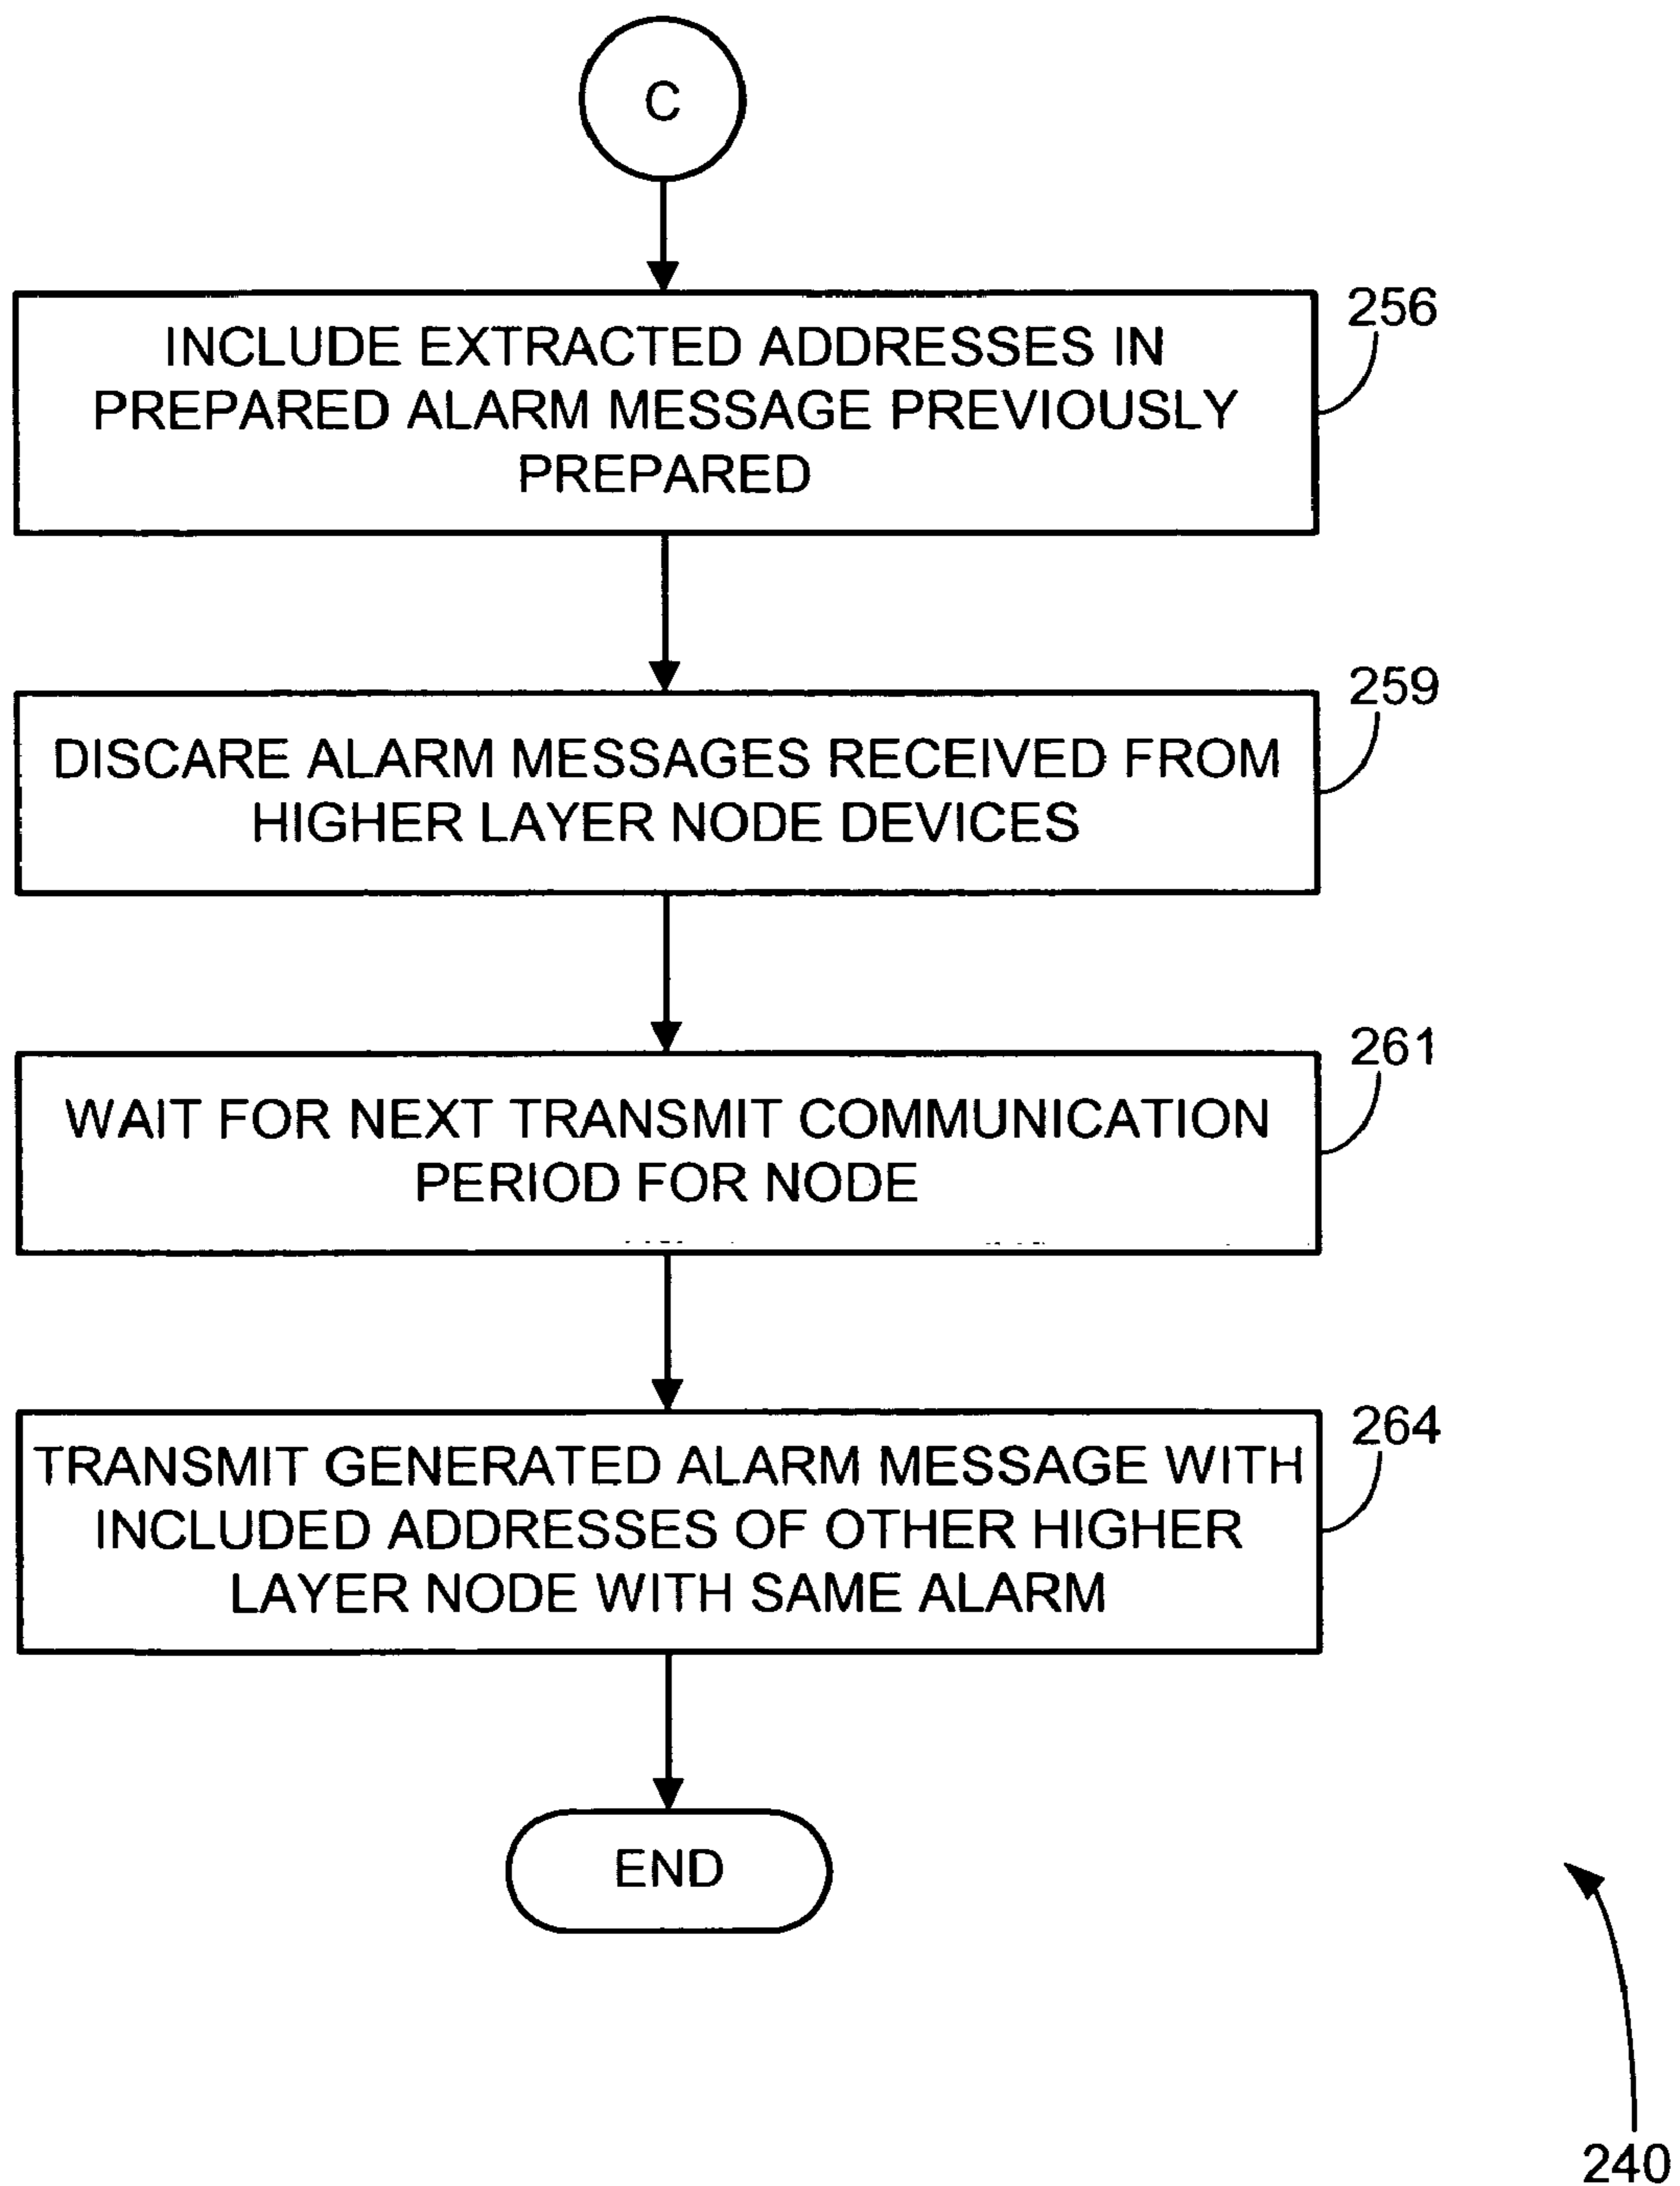 C
INCLUDE EXTRACTED ADDRESSES IN
PREPARED ALARM MESSAGE PREVIOUSLY
PREPARED
256
DISCARE ALARM MESSAGES RECEIVED FROM
HIGHER LAYER NODE DEVICES
259
WAIT FOR NEXT TRANSMIT COMMUNICATION
PERIOD FOR NODE
261
TRANSMIT GENERATED ALARM MESSAGE WITH
INCLUDED ADDRESSES OF OTHER HIGHER
LAYER NODE WITH SAME ALARM
264
END
240